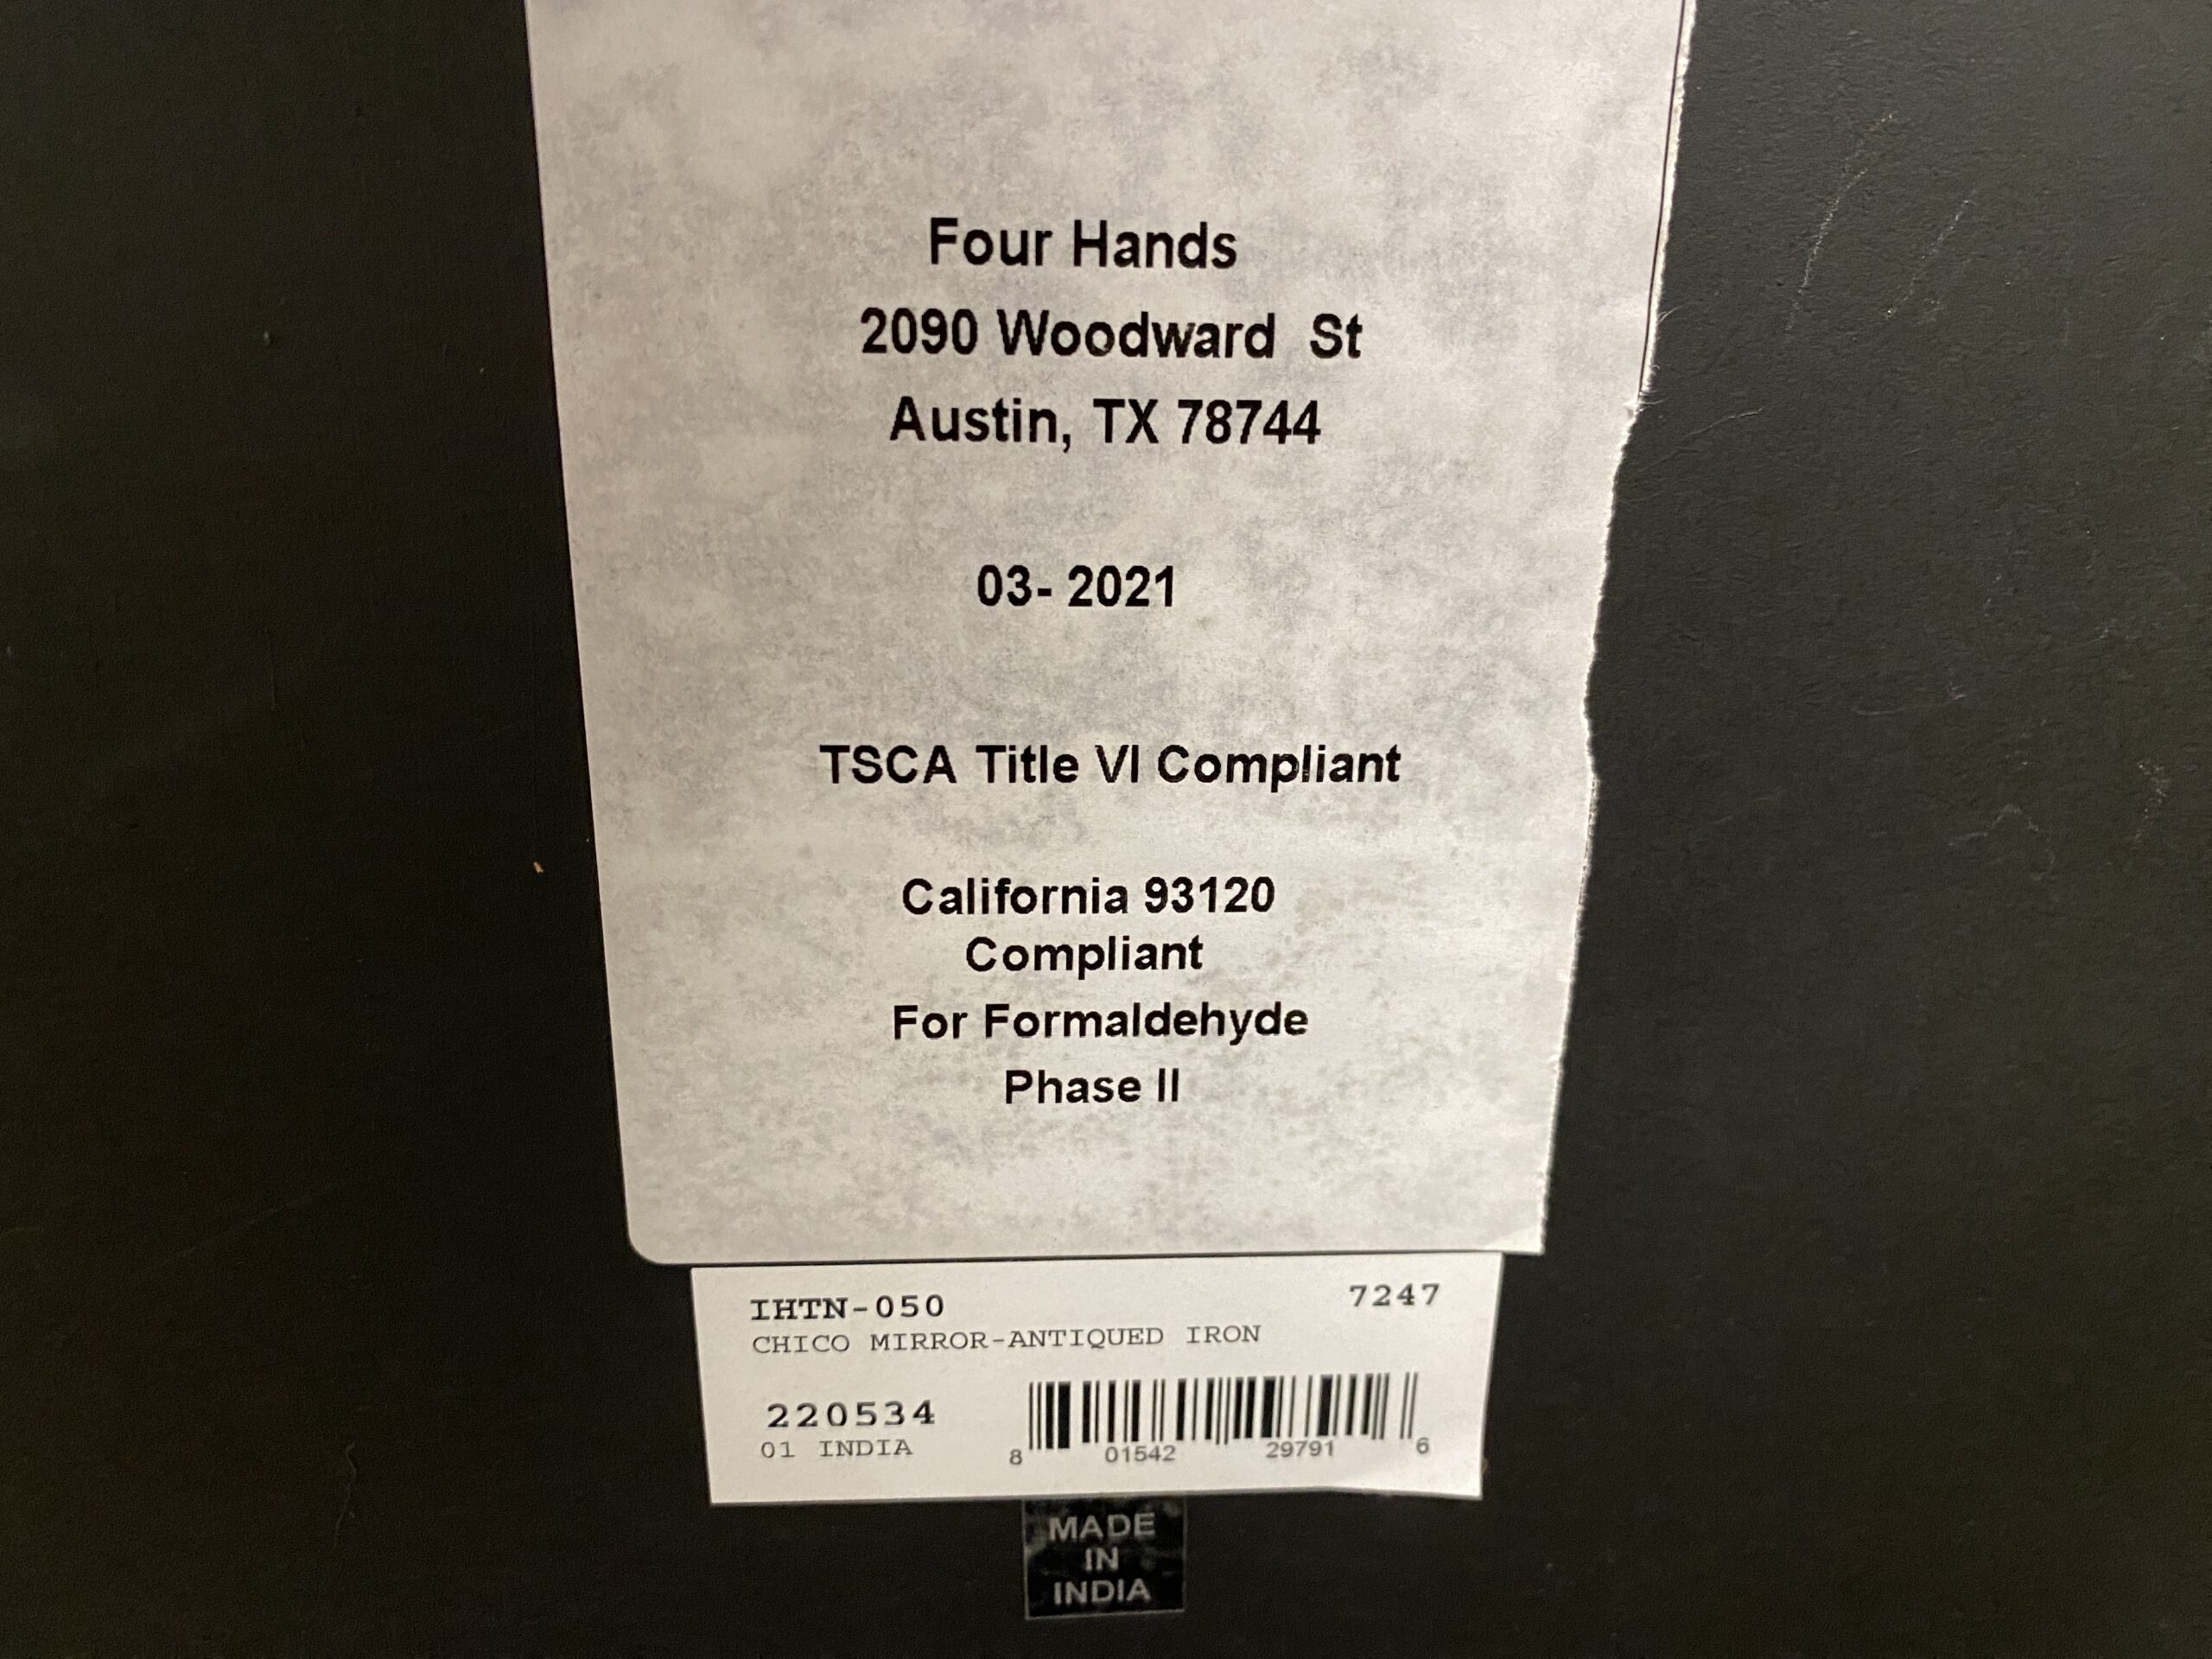 Four Hands
2090 Woodward St
Austin, TX 78744
03- 2021
TSCA Title VI Compliant
California 93120
Compliant
For Formaldehyde
Phase II
IHTN-050 7247
CHICO MIRROR-ANTIQUED IRON
220534
01 INDIA
8 01542 29791 6
MADE
IN
INDIA